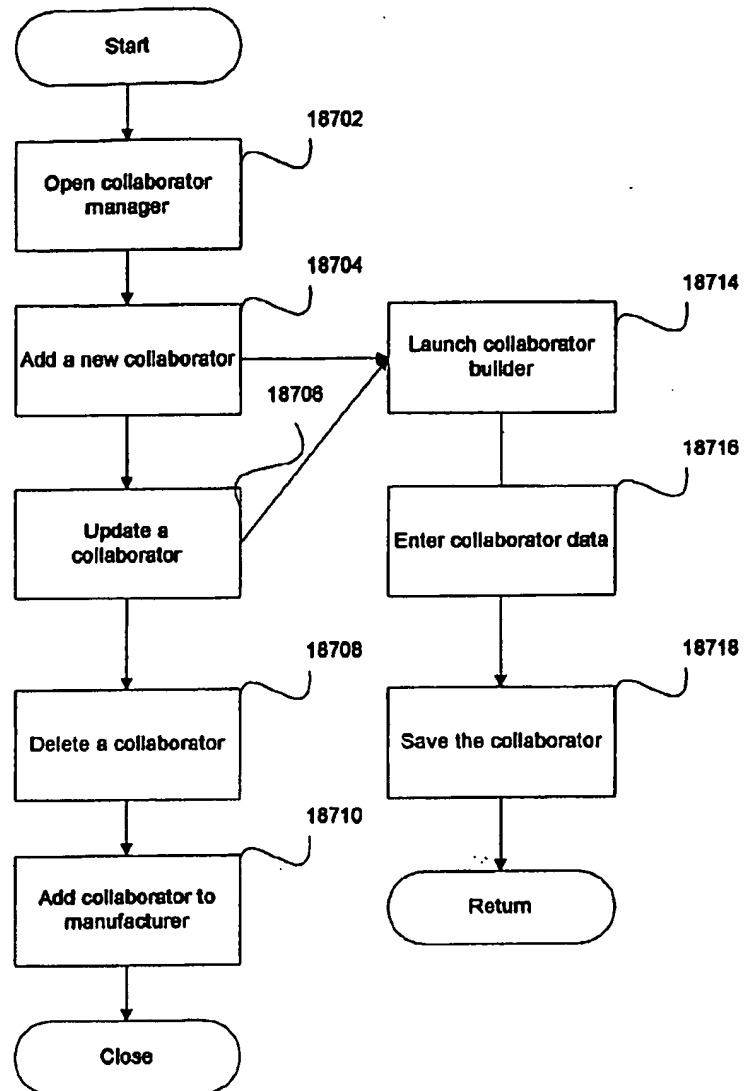 Start
18702
Open collaborator
manager
18704
Add a new collaborator
18714
Launch collaborator
builder
18706
Update a
collaborator
18716
Enter collaborator data
18708
Delete a collaborator
18718
Save the collaborator
18710
Add collaborator to
manufacturer
Return
Close